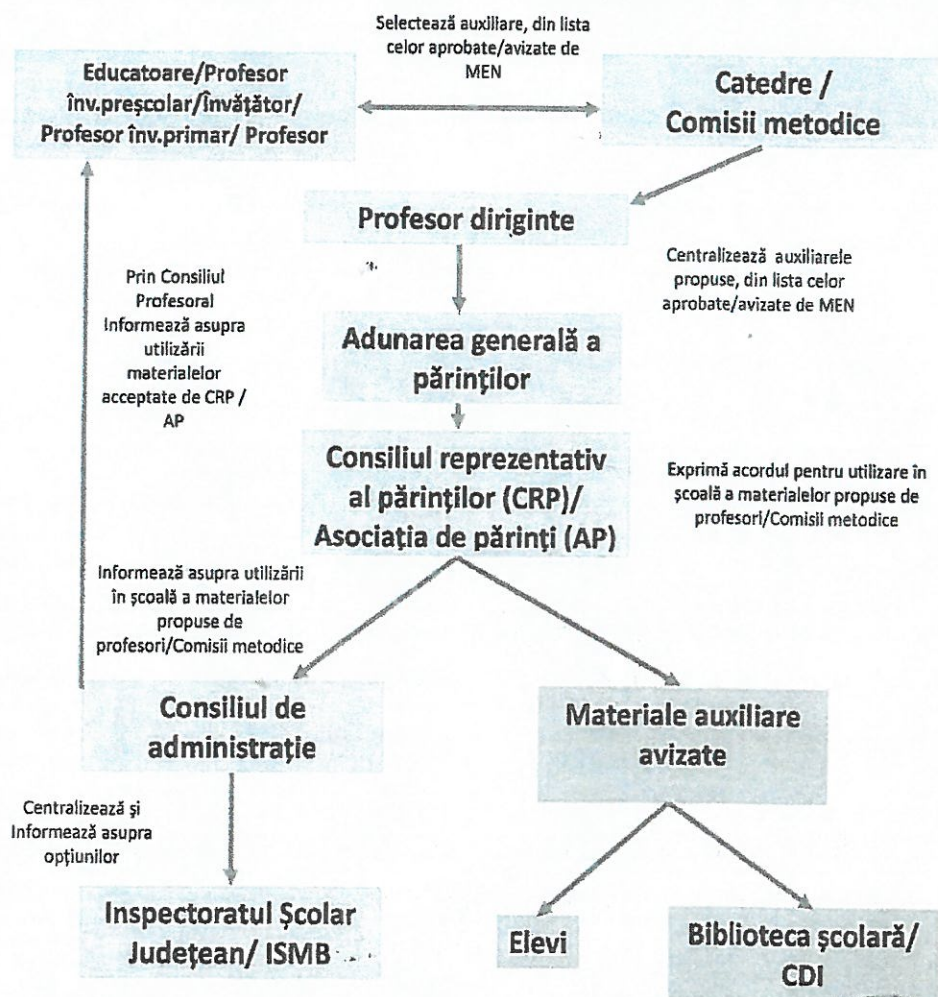 Selectează auxiliare, din lista
celor aprobate/avizate de
MEN
Educatoare/Profesor
înv.preșcolar/Învățător/
Profesor înv.primar/ Profesor
Catedre /
Comisii metodice
Profesor diriginte
Centralizează auxiliarele
propuse, din lista celor
aprobate/avizate de MEN
Prin Consiliul
Profesoral
Informează asupra
utilizării
materialelor
acceptate de CRP /
AP
Adunarea generală a
părinților
Consiliul reprezentativ
al părinților (CRP)/
Asociația de părinți (AP)
Exprimă acordul pentru utilizare în
școală a materialelor propuse de
profesori/Comisii metodice
Informează asupra utilizării
în școală a materialelor
propuse de
profesori/Comisii metodice
Consiliul de
administrație
Materiale auxiliare
avizate
Centralizează și
Informează asupra
opțiunilor
Inspectoratul Școlar
Județean/ ISMB
Elevi
Biblioteca școlară/
CDI